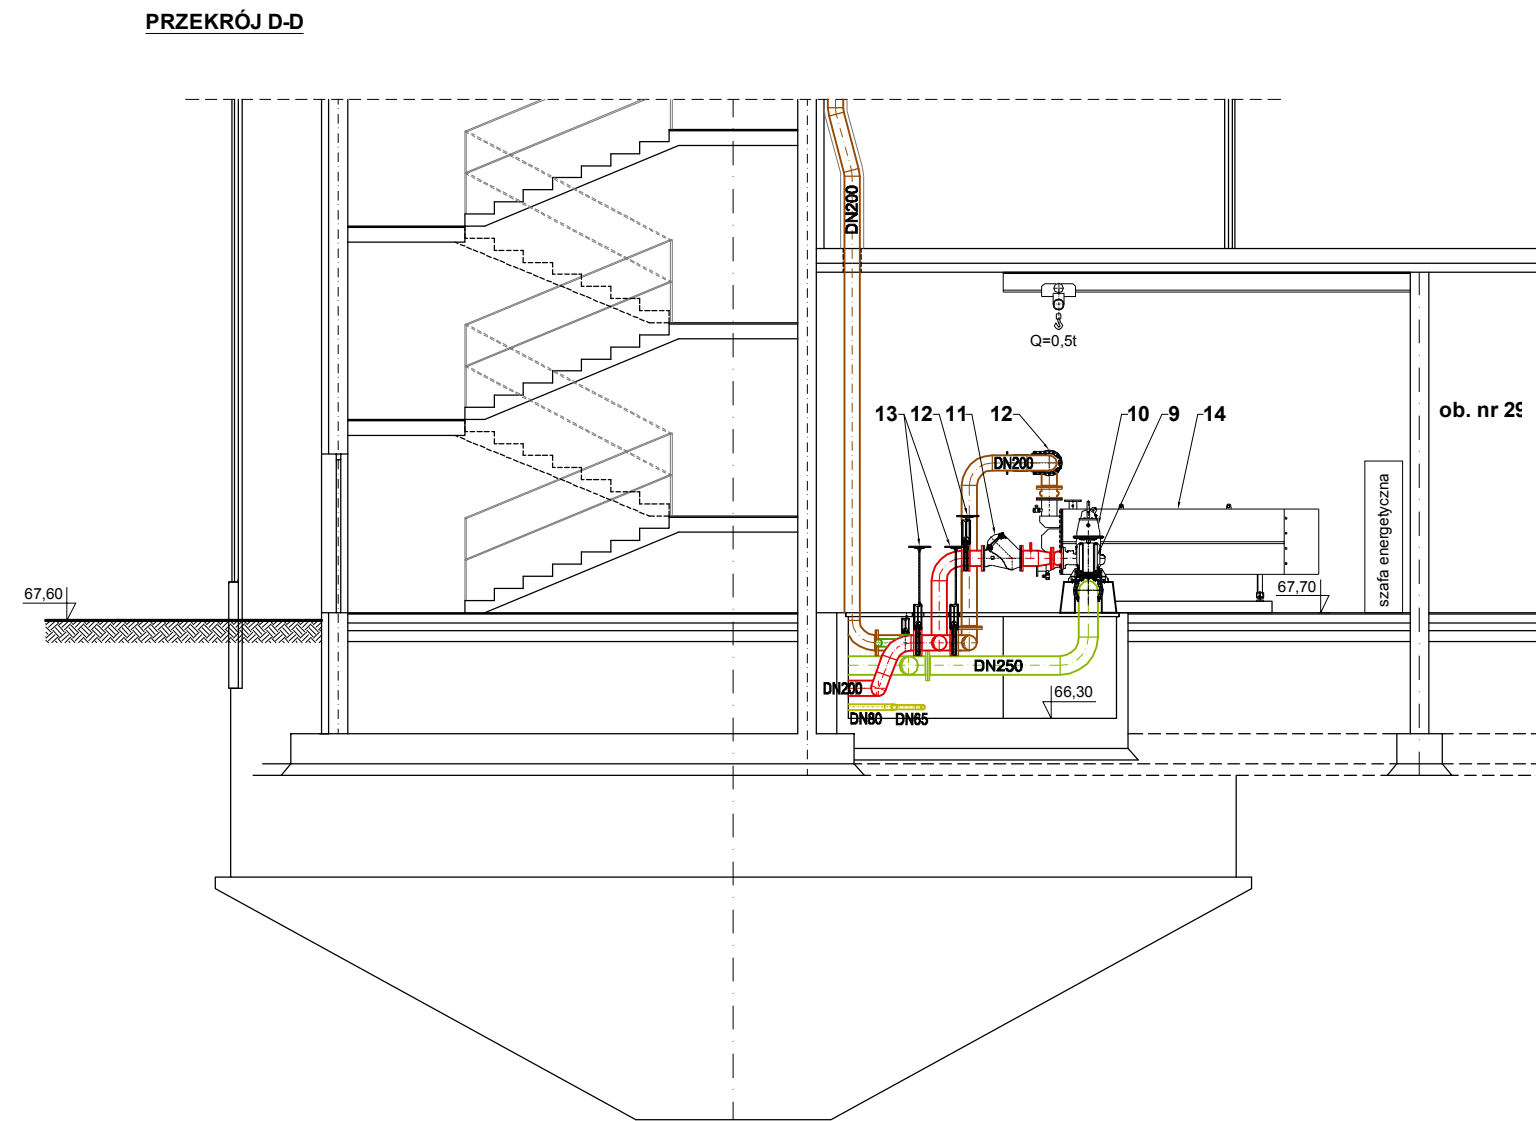 PRZEKRÓJ D-D
DN200
Q=0,5t
13 12 11 12 10 9 14
ob. nr 29
DN200
szafa energetyczna
67,60
67,70
DN250
DN200
66,30
DN80 DN65